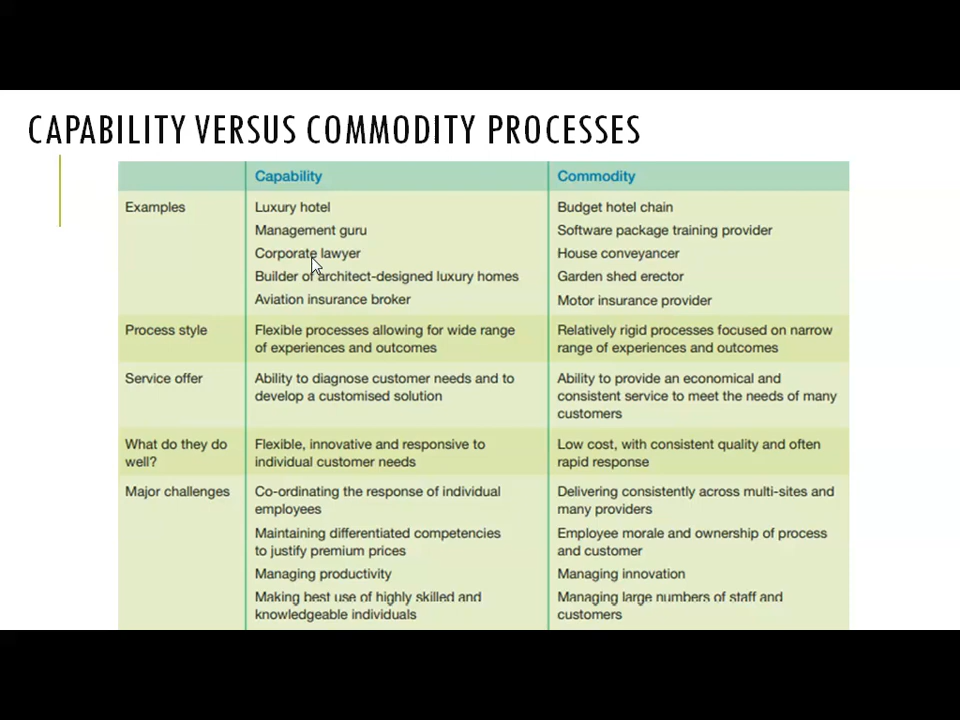 CAPABILITY VERSUS COMMODITY PROCESSES
Capability Commodity
Examples Luxury hotel Budget hotel chain
Management guru Software package training provider
Corporate lawyer House conveyancer
Builder of architect-designed luxury homes Garden shed erector
Aviation insurance broker Motor insurance provider
Process style Flexible processes allowing for wide range Relatively rigid processes focused on narrow
of experiences and outcomes range of experiences and outcomes
Service offer Ability to diagnose customer needs and to Ability to provide an economical and
develop a customised solution consistent service to meet the needs of many
customers
What do they do Flexible, innovative and responsive to Low cost, with consistent quality and often
well? individual customer needs rapid response
Major challenges Co-ordinating the response of individual Delivering consistently across multi-sites and
employees many providers
Maintaining differentiated competencies Employee morale and ownership of process
to justify premium prices and customer
Managing productivity Managing innovation
Making best use of highly skilled and Managing large numbers of staff and
knowledgeable individuals customers